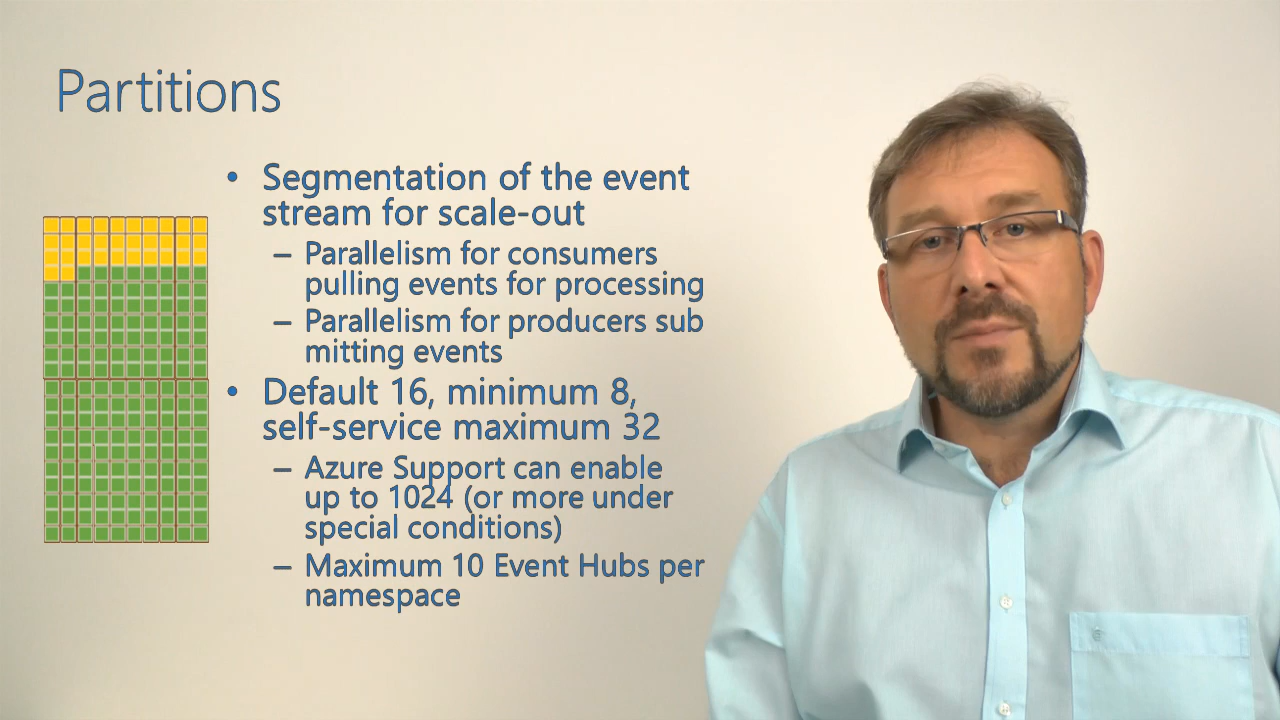 Partitions
• Segmentation of the event
stream for scale-out
– Parallelism for consumers
pulling events for processing
– Parallelism for producers sub
mitting events
• Default 16, minimum 8,
self-service maximum 32
– Azure Support can enable
up to 1024 (or more under
special conditions)
– Maximum 10 Event Hubs per
namespace